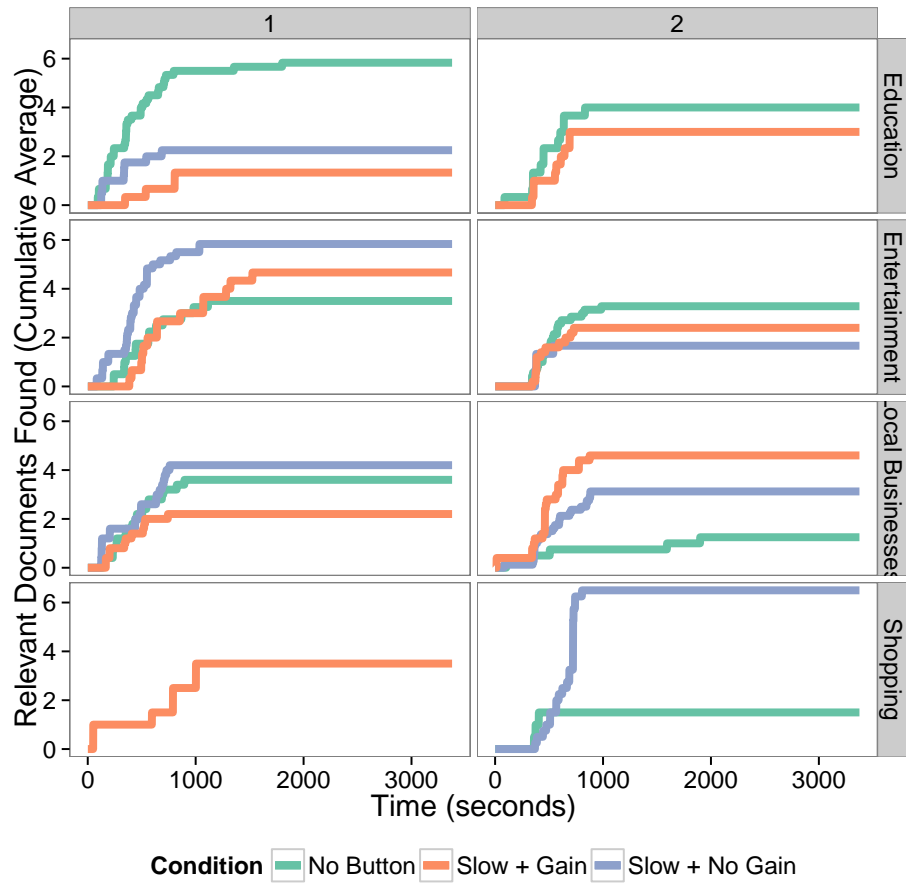 1 2
Relevant Documents Found (Cumulative Average)
6
4
2
0
Education
6
4
2
0
Entertainment
6
4
2
0
Local Businesses
6
4
2
0
Shopping
0 1000 2000 3000 0 1000 2000 3000
Time (seconds)
Condition No Button Slow + Gain Slow + No Gain